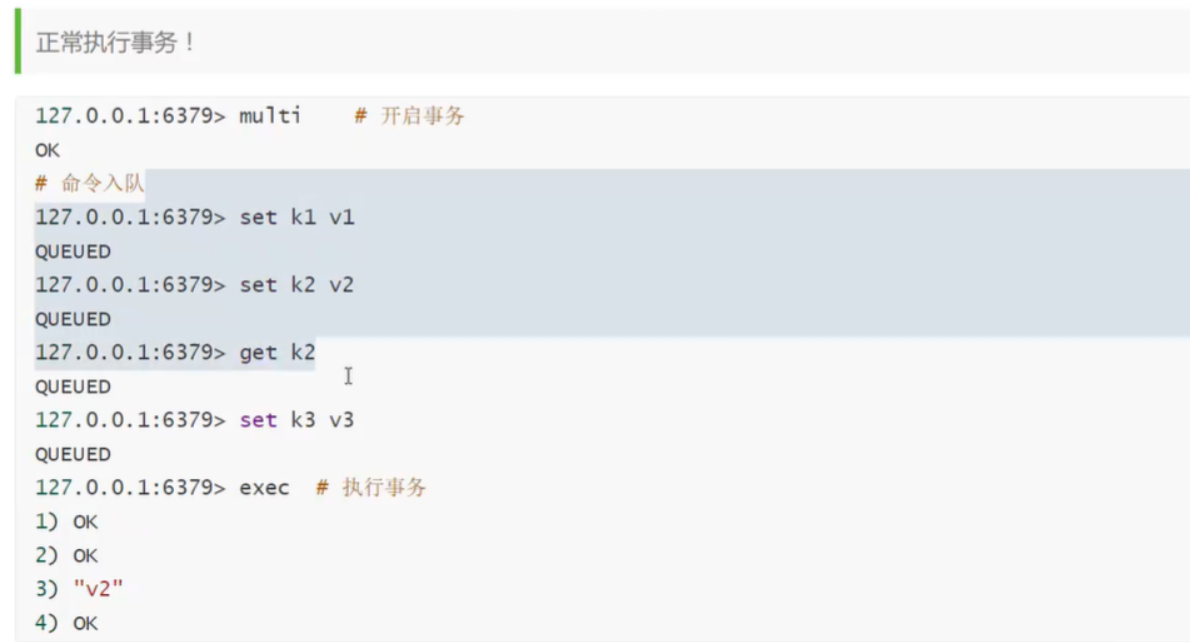 正常执行事务！
127.0.0.1:6379> multi    # 开启事务
OK
# 命令入队
127.0.0.1:6379> set k1 v1
QUEUED
127.0.0.1:6379> set k2 v2
QUEUED
127.0.0.1:6379> get k2
QUEUED
127.0.0.1:6379> set k3 v3
QUEUED
127.0.0.1:6379> exec  # 执行事务
1) OK
2) OK
3) "v2"
4) OK